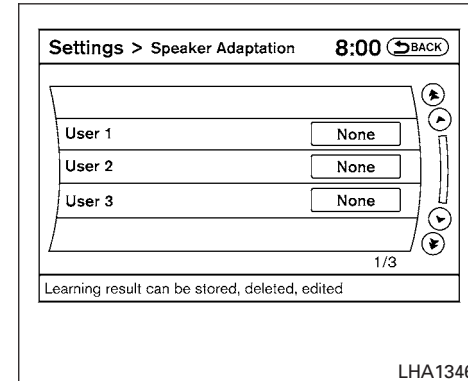 Settings > Speaker Adaptation 8:00 BACK
User 1 None
User 2 None
User 3 None
1/3
Learning result can be stored, deleted, edited
LHA1346